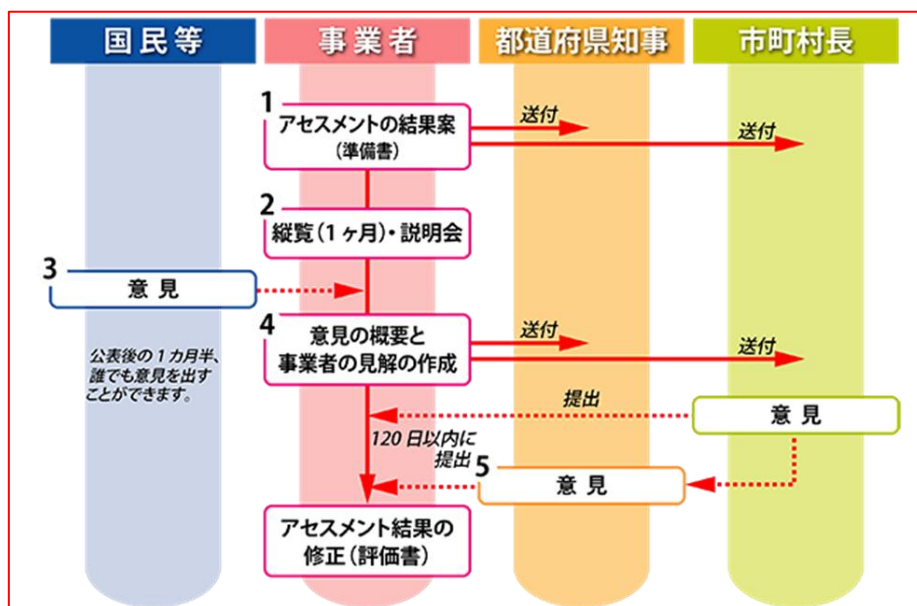 国民等
事業者
都道府県知事
市町村長
1
アセスメントの結果案
(準備書)
送付
送付
2
縦覧(1ヶ月)・説明会
3
意見
公表後の1カ月半、
誰でも意見を出す
ことができます。
4
意見の概要と
事業者の見解の作成
送付
送付
提出
意見
120日以内に
提出
5
意見
アセスメント結果の
修正(評価書)